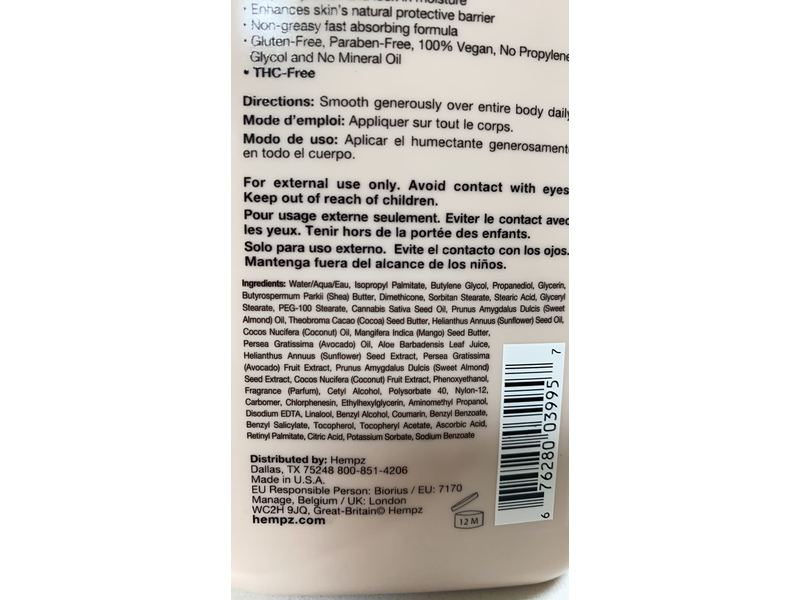 • Enhances skin's natural protective barrier
• Non-greasy fast absorbing formula
• Gluten-Free, Paraben-Free, 100% Vegan, No Propylene
Glycol and No Mineral Oil
• THC-Free
Directions: Smooth generously over entire body daily
Mode d'emploi: Appliquer sur tout le corps.
Modo de uso: Aplicar el humectante generosament
en todo el cuerpo.
For external use only. Avoid contact with eyes
Keep out of reach of children.
Pour usage externe seulement. Eviter le contact avec
les yeux. Tenir hors de la portée des enfants.
Solo para uso externo. Evite el contacto con los ojos.
Mantenga fuera del alcance de los niños.
Ingredients: Water/Aqua/Eau, Isopropyl Palmitate, Butylene Glycol, Propanediol, Glycerin,
Butyrospermum Parkii (Shea) Butter, Dimethicone, Sorbitan Stearate, Stearic Acid, Glyceryl
Stearate, PEG-100 Stearate, Cannabis Sativa Seed Oil, Prunus Amygdalus Dulcis (Sweet
Almond) Oil, Theobroma Cacao (Cocoa) Seed Butter, Helianthus Annuus (Sunflower) Seed Oil,
Cocos Nucifera (Coconut) Oil, Mangifera Indica (Mango) Seed Butter,
Persea Gratissima (Avocado) Oil, Aloe Barbadensis Leaf Juice,
Helianthus Annuus (Sunflower) Seed Extract, Persea Gratissima
(Avocado) Fruit Extract, Prunus Amygdalus Dulcis (Sweet Almond)
Seed Extract, Cocos Nucifera (Coconut) Fruit Extract, Phenoxyethanol,
Fragrance (Parfum), Cetyl Alcohol, Polysorbate 40, Nylon-12,
Carbomer, Chlorphenesin, Ethylhexylglycerin, Aminomethyl Propanol,
Disodium EDTA, Linalool, Benzyl Alcohol, Coumarin, Benzyl Benzoate,
Benzyl Salicylate, Tocopherol, Tocopheryl Acetate, Ascorbic Acid,
Retinyl Palmitate, Citric Acid, Potassium Sorbate, Sodium Benzoate
Distributed by: Hempz
Dallas, TX 75248 800-851-4206
Made in U.S.A.
EU Responsible Person: Biorius / EU: 7170
Manage, Belgium / UK: London
WC2H 9JQ, Great-Britain© Hempz
hempz.com
12 M
6 76280 03995 7